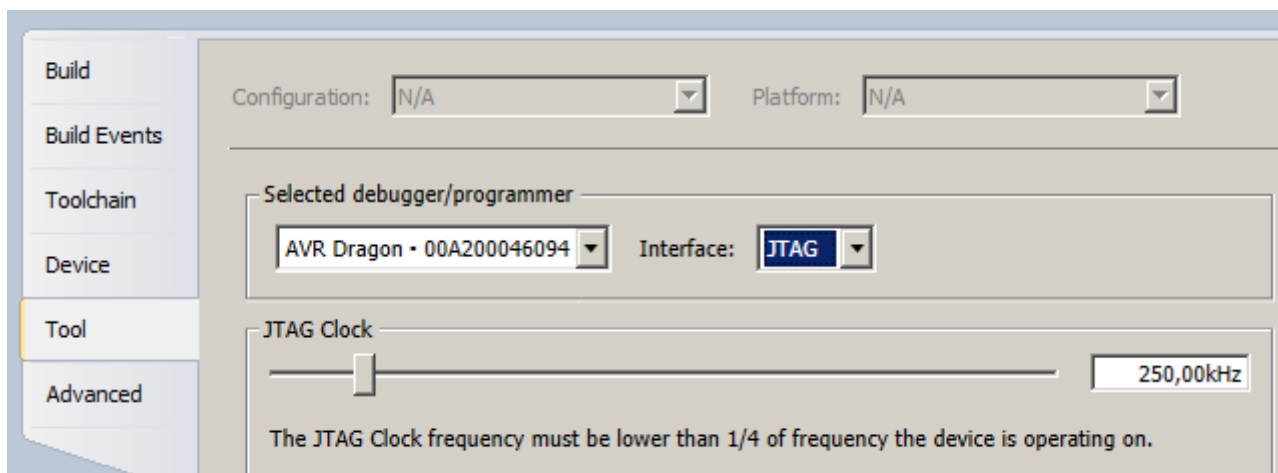 Build
Configuration: N/A Platform: N/A
Build Events
Selected debugger/programmer
Toolchain
AVR Dragon • 00A200046094 Interface: JTAG
Device
Tool
JTAG Clock
250,00kHz
Advanced
The JTAG Clock frequency must be lower than 1/4 of frequency the device is operating on.